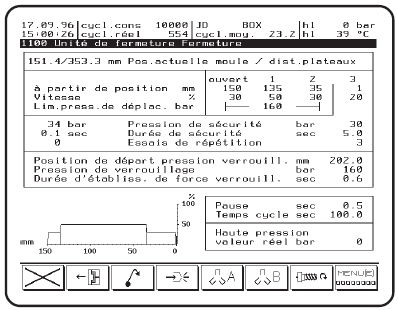 17.09.96 cycl.cons 10000 JD BOX hl 0 bar
15:00:26 cycl.réel 554 cycl.moy. 23.2 hl 39 °C
1100 Unité de fermeture Fermeture
151.4/353.3 mm Pos.actuelle moule / dist.plateaux
ouvert 1 2 3
à partir de position mm 150 135 35 1
Vitesse % 30 50 30 20
Lim.press.de déplac. bar 160
34 bar Pression de sécurité bar 30
0.1 sec Durée de sécurité sec 5.0
0 Essais de répétition 3
Position de départ pression verrouill. mm 202.0
Pression de verrouillage bar 160
Durée d'établiss. de force verrouill. sec 0.6
%
100
50
mm
150 100 50 0
Pause sec 0.5
Temps cycle sec 100.0
Haute pression
valeur réel bar 0
A
B
MENU(E)